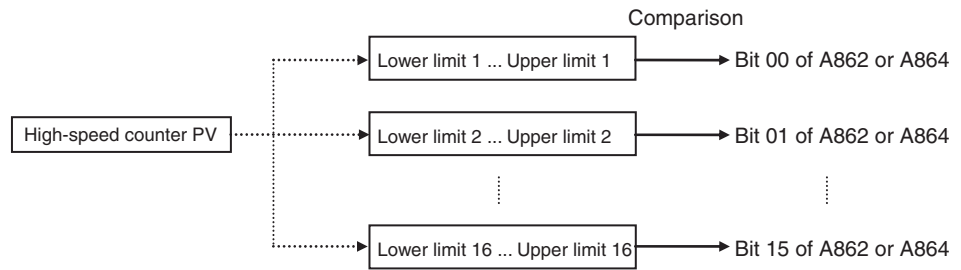 Comparison
Lower limit 1 ... Upper limit 1
Bit 00 of A862 or A864
High-speed counter PV
Lower limit 2 ... Upper limit 2
Bit 01 of A862 or A864
Lower limit 16 ... Upper limit 16
Bit 15 of A862 or A864